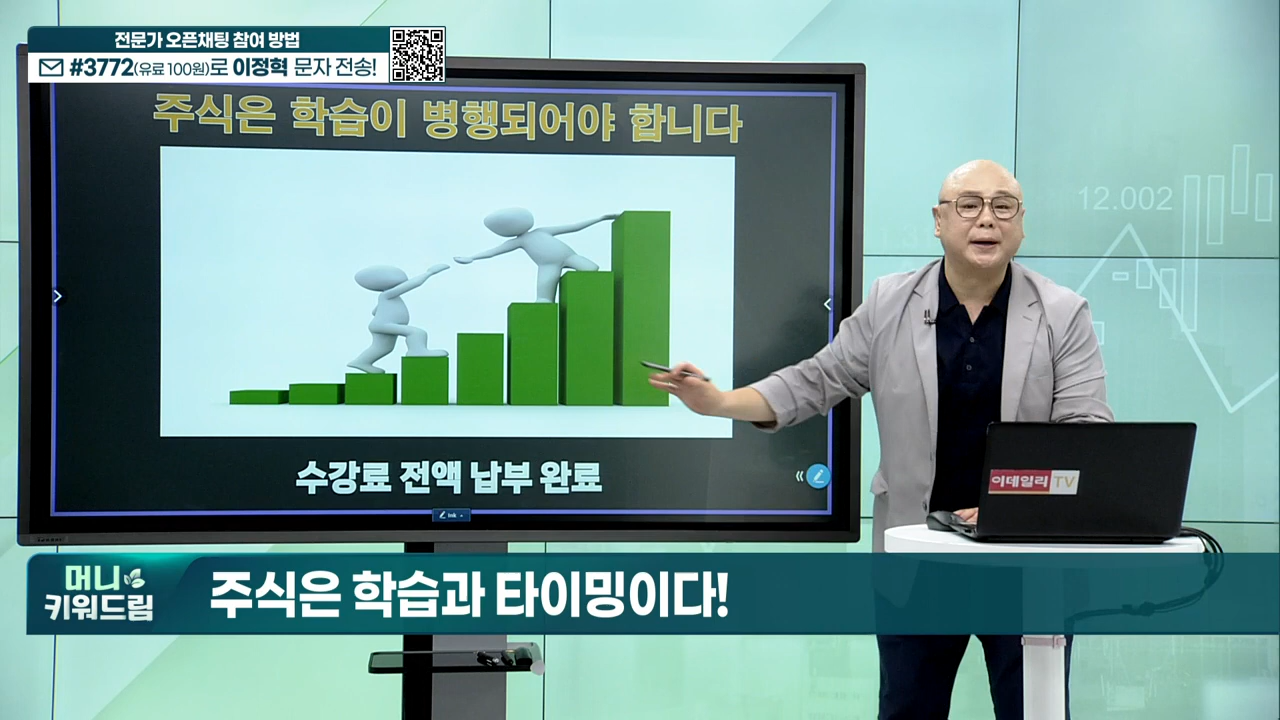 전문가 오픈채팅 참여 방법
#3772(유료 100원)로 이정혁 문자 전송!
주식은 학습이 병행되어야 합니다
12.002
수강료 전액 납부 완료
Ink
이데일리TV
머니
키워드림
주식은 학습과 타이밍이다!